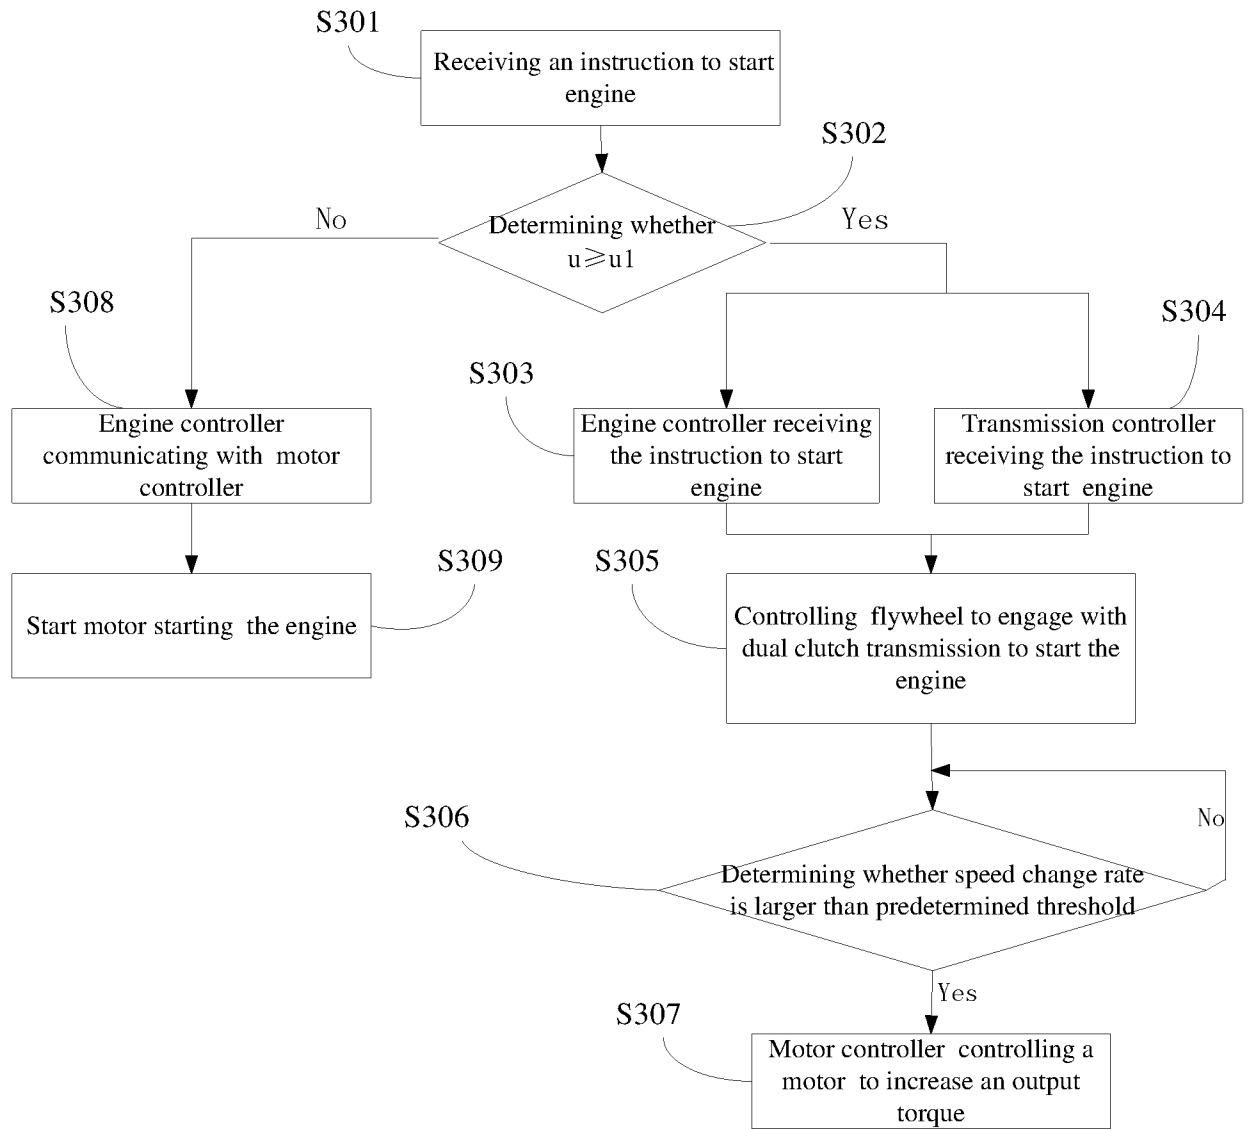 S301
Receiving an instruction to start
engine
S302
Determining whether
u≥u1
No
Yes
S308
Engine controller
communicating with motor
controller
S303
Engine controller receiving
the instruction to start
engine
S304
Transmission controller
receiving the instruction to
start engine
S309
Start motor starting the engine
S305
Controlling flywheel to engage with
dual clutch transmission to start the
engine
S306
Determining whether speed change rate
is larger than predetermined threshold
No
Yes
S307
Motor controller controlling a
motor to increase an output
torque